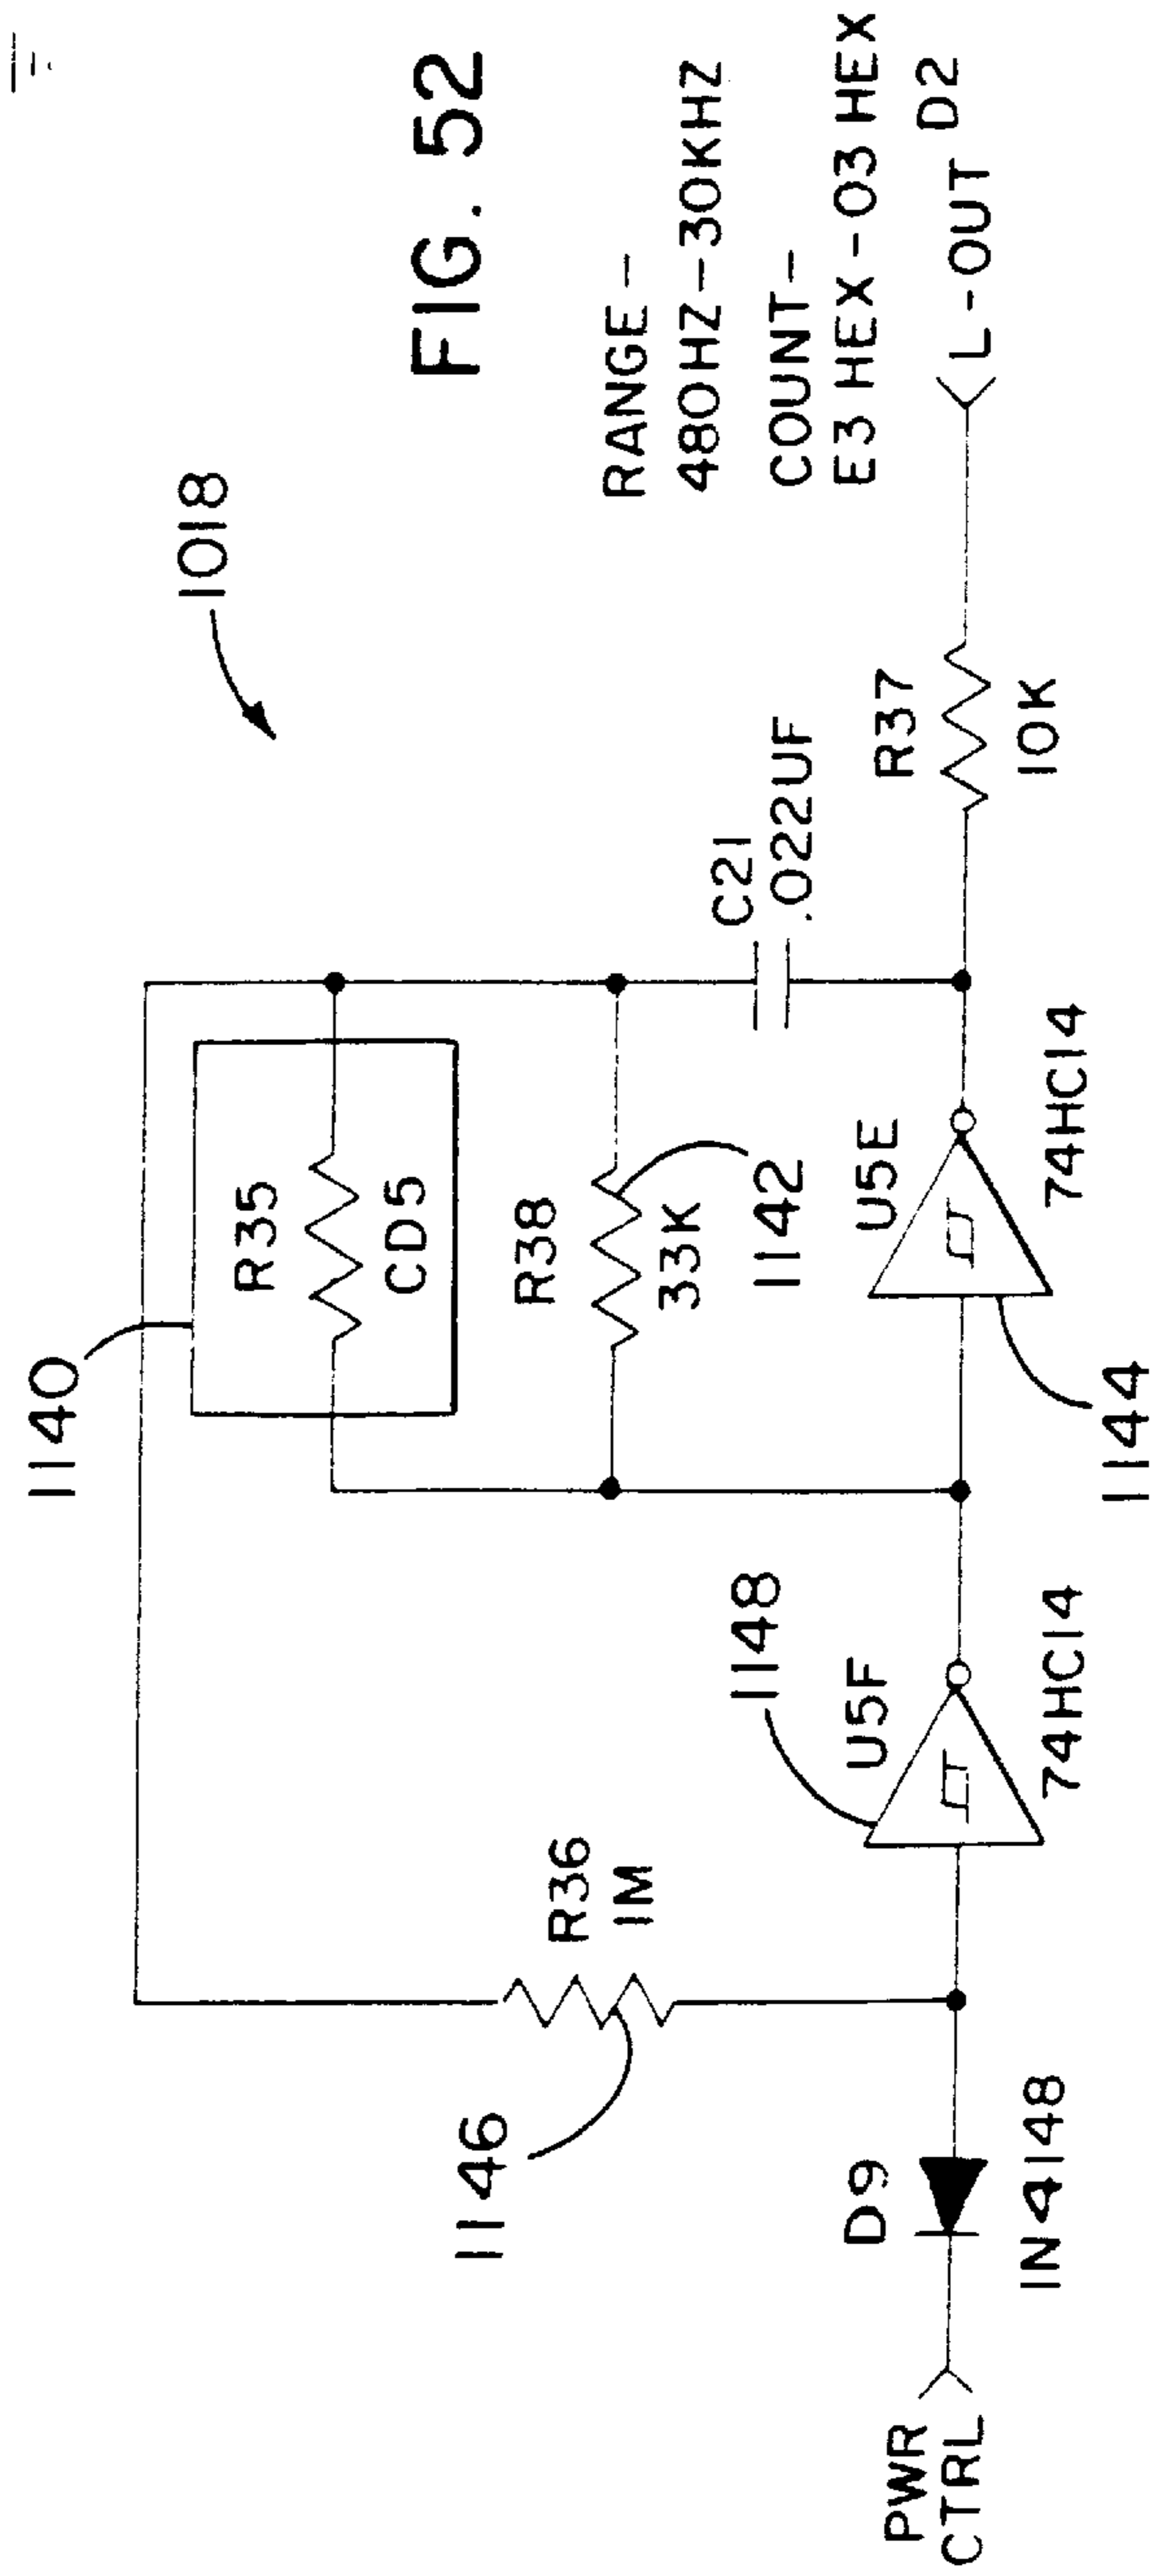 FIG. 52
1018
RANGE –
480HZ–30KHZ
COUNT–
E3 HEX–03 HEX
1140
R35
CD5
R38
33K
1142
C21
.022UF
1146
R36
1M
1148
U5F
74HC14
U5E
74HC14
1144
R37
10K
L-OUT D2
D9
IN4148
PWR
CTRL